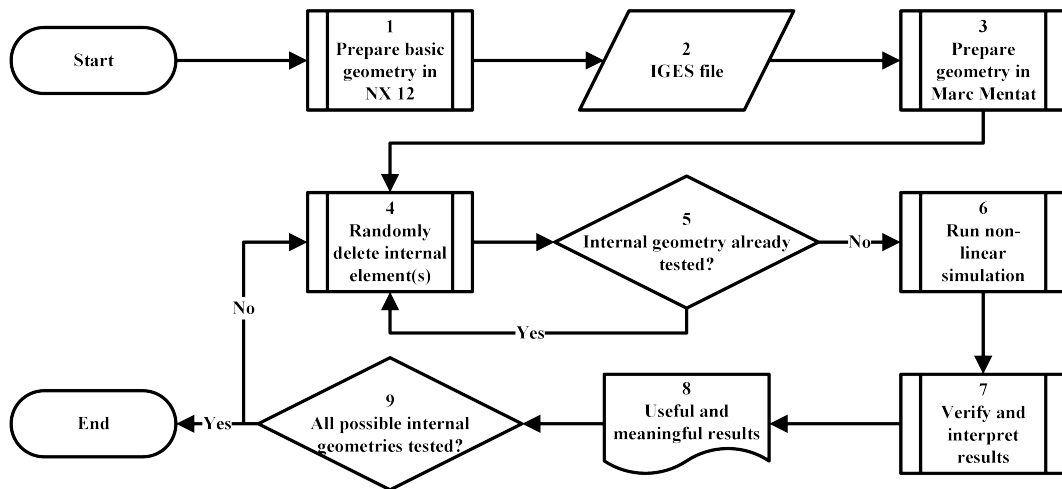 Start
1
Prepare basic
geometry in
NX 12
2
IGES file
3
Prepare
geometry in
Marc Mentat
4
Randomly
delete internal
element(s)
5
Internal geometry already
tested?
No
6
Run non-
linear
simulation
Yes
No
7
Verify and
interpret
results
8
Useful and
meaningful results
9
All possible internal
geometries tested?
Yes
End